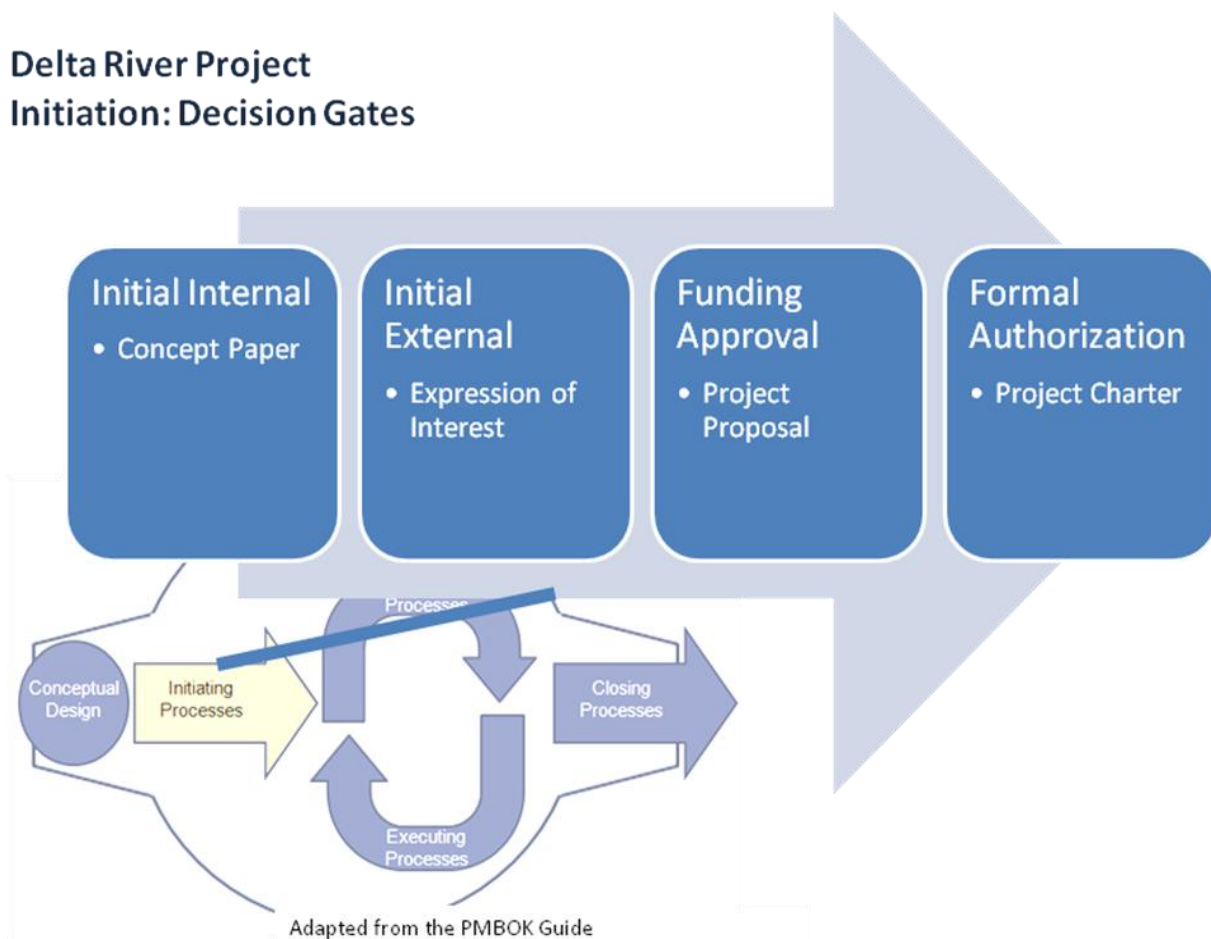 Delta River Project
Initiation: Decision Gates
Initial Internal
• Concept Paper
Initial
External
• Expression of
Interest
Funding
Approval
• Project
Proposal
Formal
Authorization
• Project Charter
Processes
Conceptual
Design
Initiating
Processes
Closing
Processes
Executing
Processes
Adapted from the PMBOK Guide